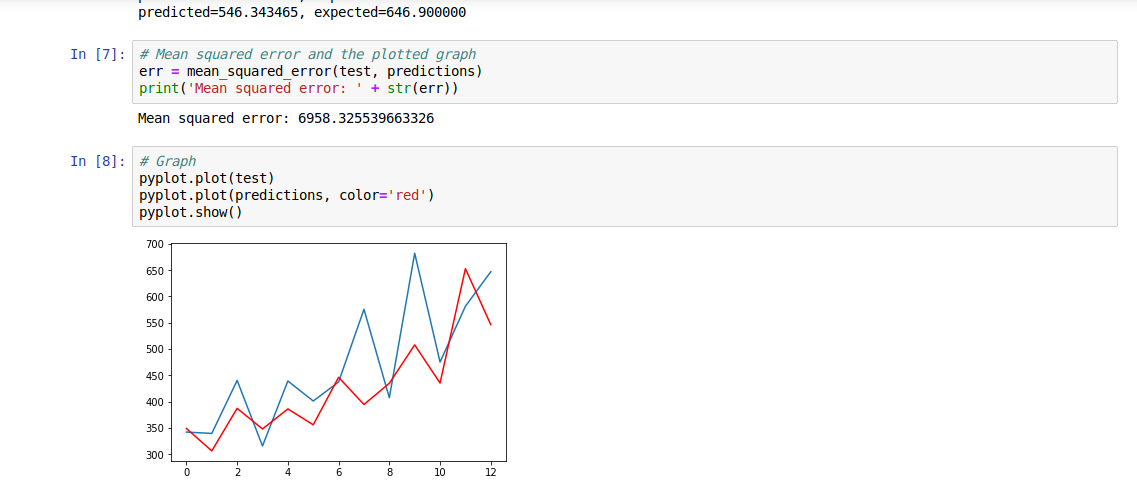 predicted=546.343465, expected=646.900000
In [7]:
# Mean squared error and the plotted graph
err = mean_squared_error(test, predictions)
print('Mean squared error: ' + str(err))
Mean squared error: 6958.325539663326
In [8]:
# Graph
pyplot.plot(test)
pyplot.plot(predictions, color='red')
pyplot.show()
700
650
600
550
500
450
400
350
300
0 2 4 6 8 10 12